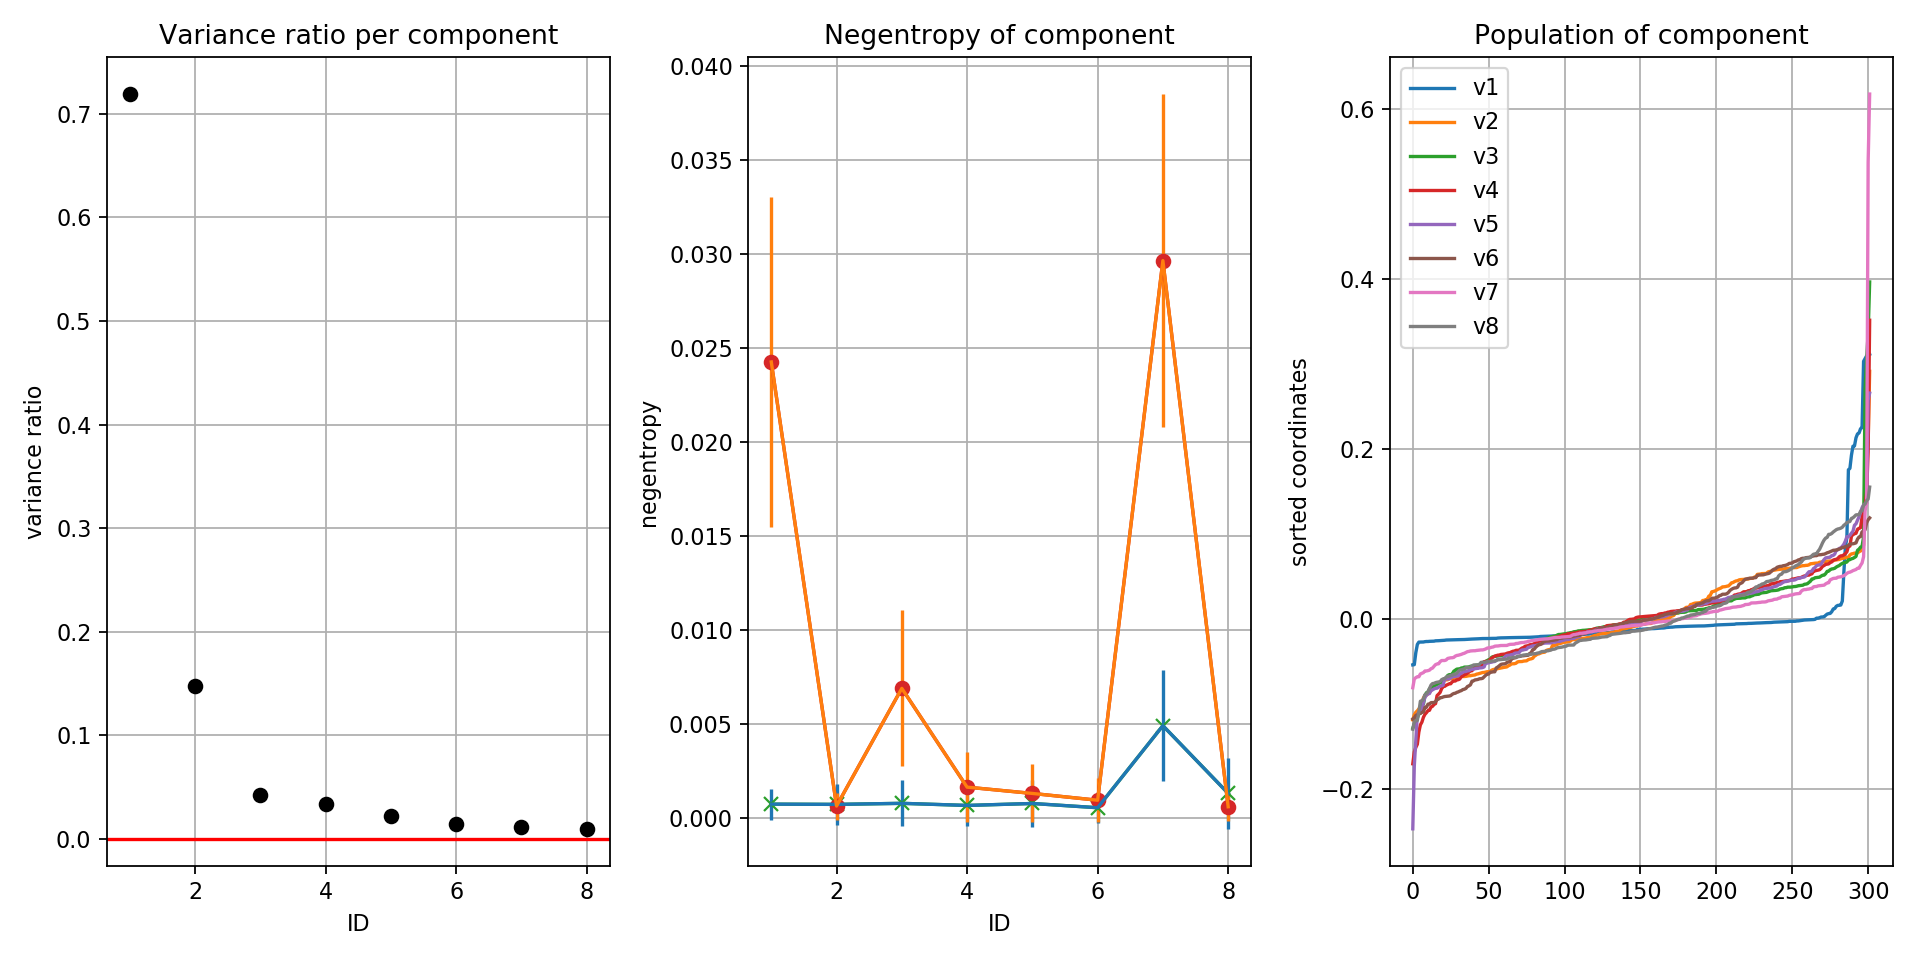 Variance ratio per component
variance ratio
0.7
0.6
0.5
0.4
0.3
0.2
0.1
0.0
2
4
6
8
ID
Negentropy of component
negentropy
0.040
0.035
0.030
0.025
0.020
0.015
0.010
0.005
0.000
2
4
6
8
ID
Population of component
sorted coordinates
0.6
0.4
0.2
0.0
−0.2
0
50
100
150
200
250
300
v1
v2
v3
v4
v5
v6
v7
v8